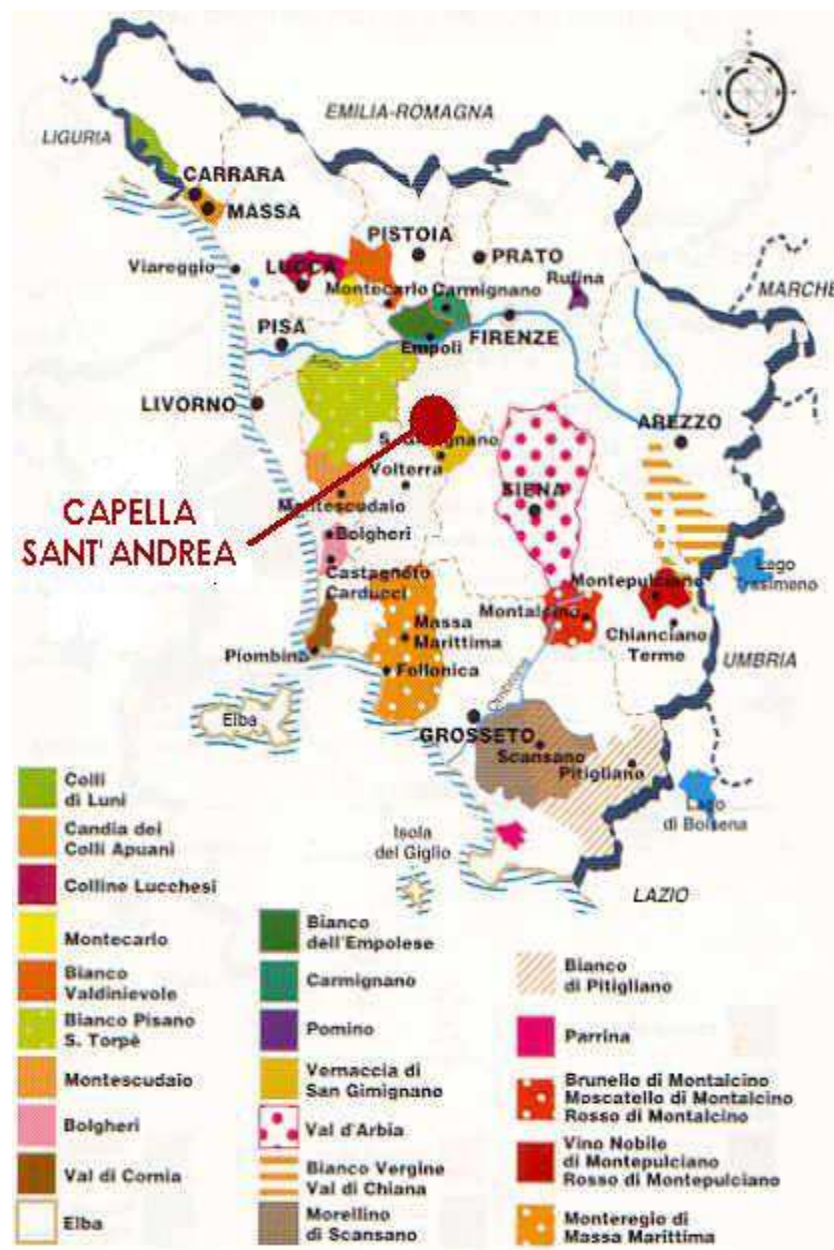 EMILIA-ROMAGNA
LIGURIA
CARRARA
MASSA
PISTOIA
PRATO
Viareggio
LUCCA
Rufina
Montecarlo
Carmignano
MARCHE
PISA
FIRENZE
Empoli
Arno
LIVORNO
AREZZO
S. Gimignano
Volterra
SIENA
CAPELLA
SANT' ANDREA
Montescudaio
Bolgheri
Castagneto
Carducci
Montepulciano
Lago
Trasimeno
Massa
Marittima
Montalcino
Chianciano
Terme
Piombino
Follonica
UMBRIA
Ombrone
Elba
GROSSETO
Scansano
Pitigliano
Lago
di Bolsena
Isola
del Giglio
LAZIO
Colli
di Luni
Candia dei
Colli Apuani
Colline Lucchesi
Montecarlo
Bianco
Valdinievole
Bianco Pisano
S. Torpè
Montescudaio
Bolgheri
Val di Cornia
Elba
Bianco
dell'Empolese
Carmignano
Pomino
Vernaccia di
San Gimignano
Val d'Arbia
Bianco Vergine
Val di Chiana
Morellino
di Scansano
Bianco
di Pitigliano
Parrina
Brunello di Montalcino
Moscatello di Montalcino
Rosso di Montalcino
Vino Nobile
di Montepulciano
Rosso di Montepulciano
Monteregio di
Massa Marittima